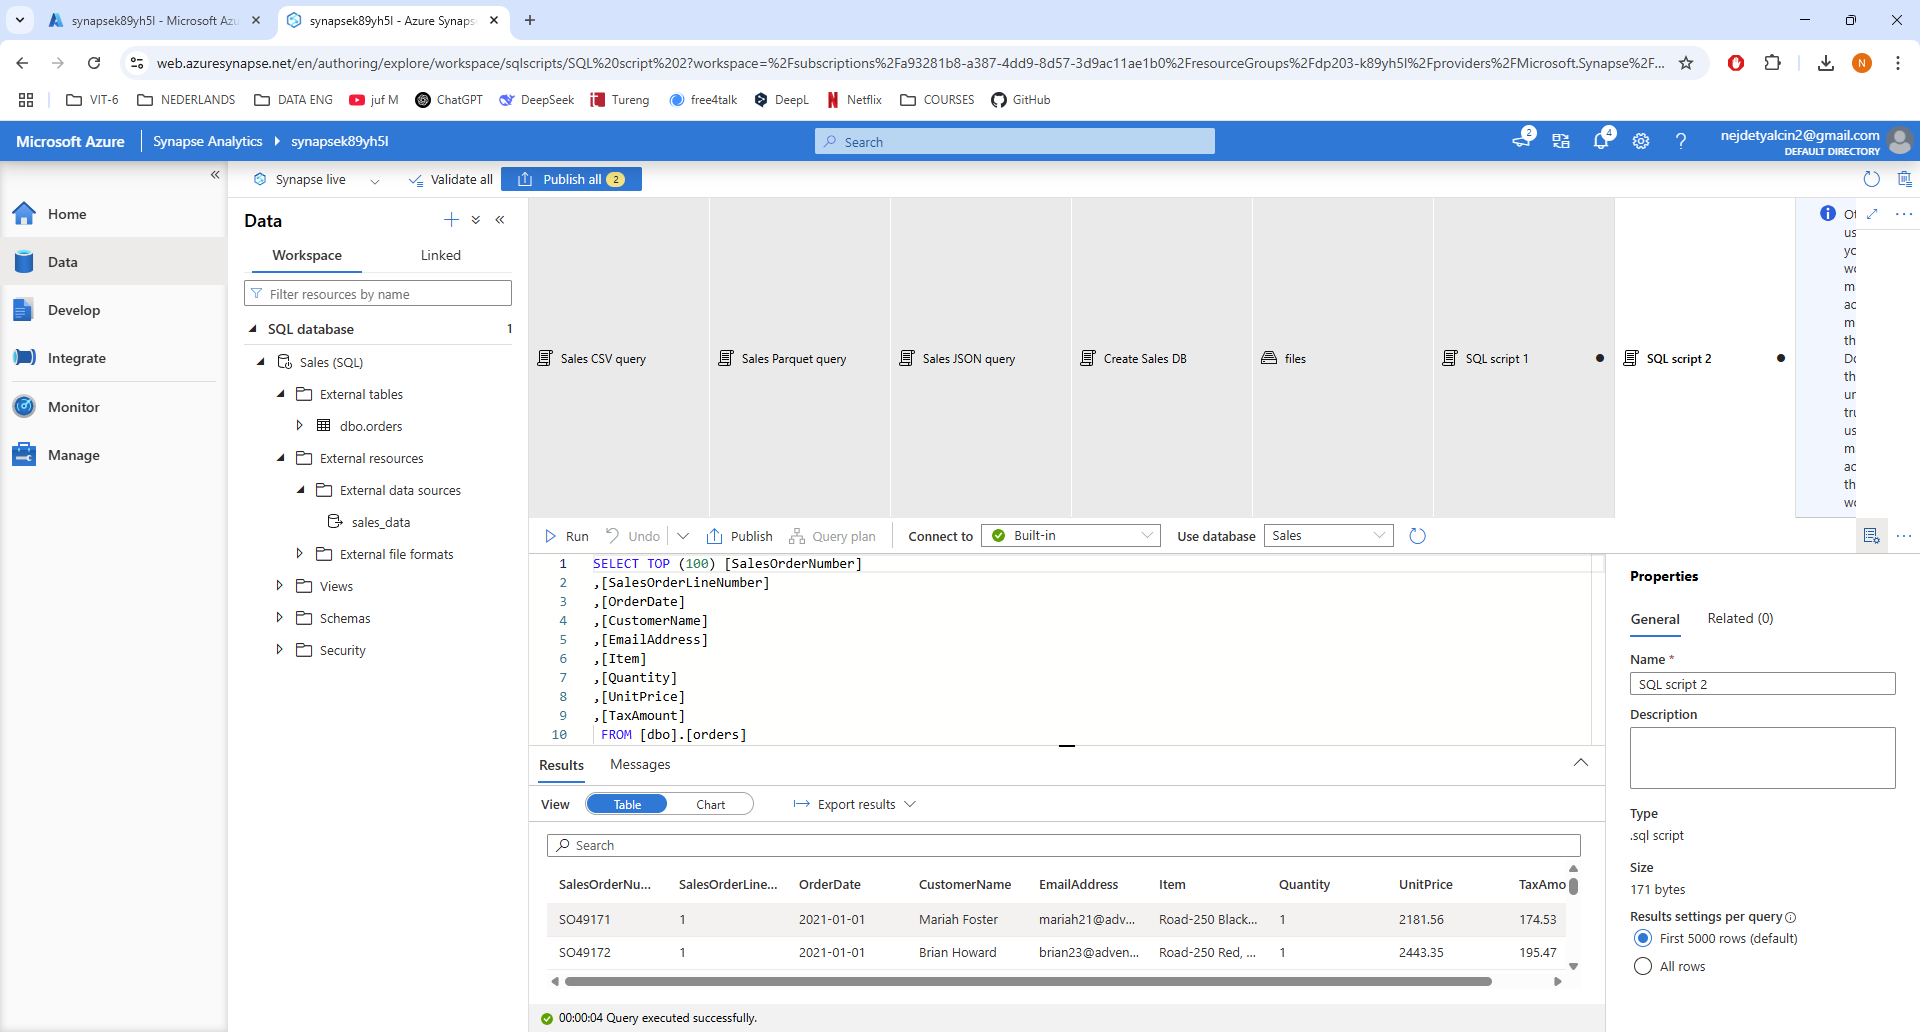 synapsek89yh5l - Microsoft Azu
synapsek89yh5l - Azure Synaps
web.azuresynapse.net/en/authoring/explore/workspace/sqlscripts/SQL%20script%202?workspace=%2Fsubscriptions%2Fa93281b8-a387-4dd9-8d57-3d9ac11ae1b0%2FresourceGroups%2Fdp203-k89yh5l%2Fproviders%2FMicrosoft.Synapse%2F...
N
VIT-6
NEDERLANDS
DATA ENG
juf M
ChatGPT
DeepSeek
Tureng
free4talk
DeepL
Netflix
COURSES
GitHub
Microsoft Azure
Synapse Analytics
synapsek89yh5l
Search
2
4
nejdetyalcin2@gmail.com
DEFAULT DIRECTORY
Synapse live
Validate all
Publish all 2
Home
Data
Develop
Integrate
Monitor
Manage
Data
Workspace
Linked
Filter resources by name
SQL database 1
Sales (SQL)
External tables
dbo.orders
External resources
External data sources
sales_data
External file formats
Views
Schemas
Security
Sales CSV query
Sales Parquet query
Sales JSON query
Create Sales DB
files
SQL script 1
SQL script 2
us
yo
wo
m
ac
m
th
Do
th
un
tru
us
m
ac
th
wo
Run
Undo
Publish
Query plan
Connect to
Built-in
Use database
Sales
1 SELECT TOP (100) [SalesOrderNumber]
2 ,[SalesOrderLineNumber]
3 ,[OrderDate]
4 ,[CustomerName]
5 ,[EmailAddress]
6 ,[Item]
7 ,[Quantity]
8 ,[UnitPrice]
9 ,[TaxAmount]
10 FROM [dbo].[orders]
Results
Messages
View
Table
Chart
Export results
Search
SalesOrderNu... SalesOrderLine... OrderDate CustomerName EmailAddress Item Quantity UnitPrice TaxAmo
SO49171 1 2021-01-01 Mariah Foster mariah21@adv... Road-250 Black... 1 2181.56 174.53
SO49172 1 2021-01-01 Brian Howard brian23@adven... Road-250 Red, ... 1 2443.35 195.47
00:00:04 Query executed successfully.
Properties
General
Related (0)
Name *
SQL script 2
Description
Type
.sql script
Size
171 bytes
Results settings per query
First 5000 rows (default)
All rows